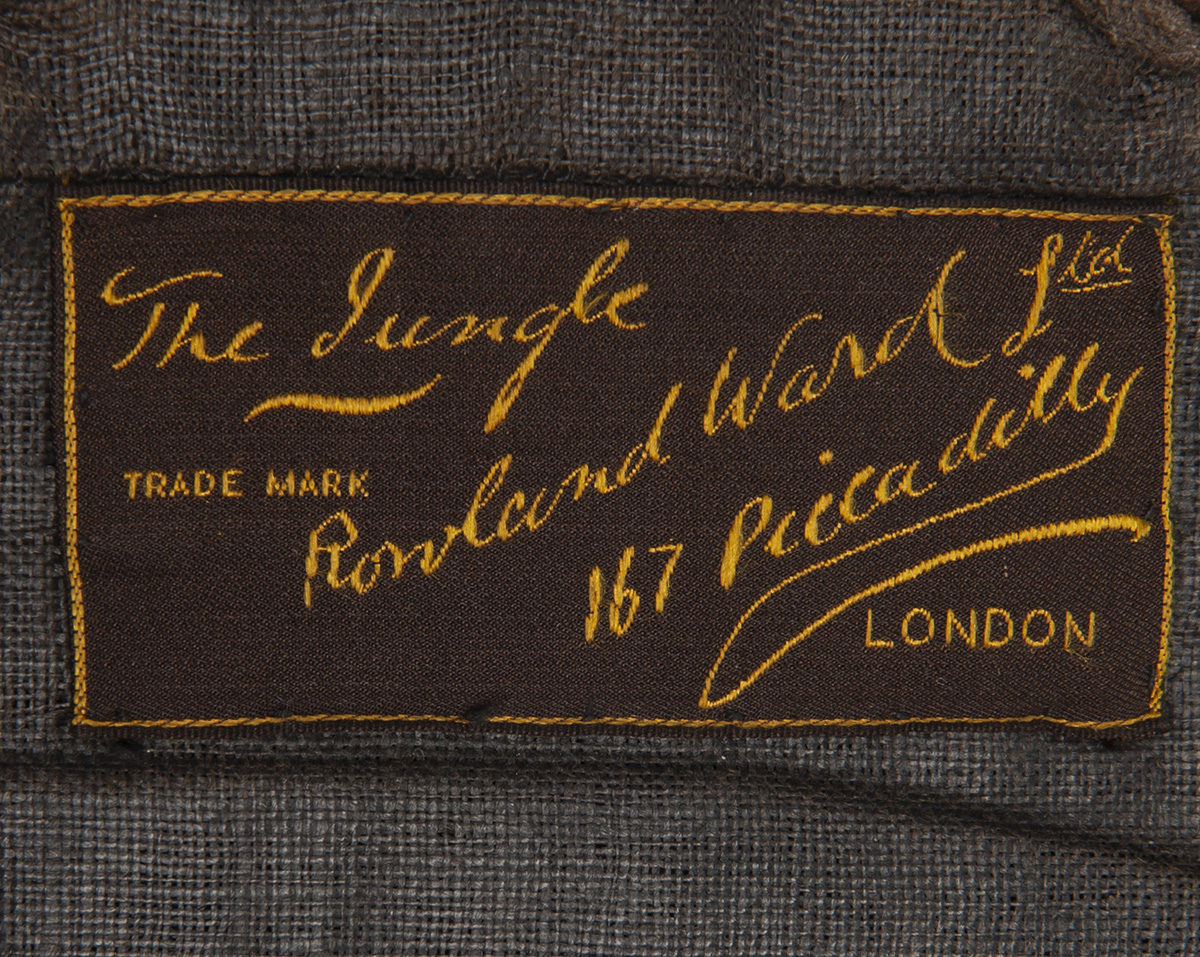 The Jungle
TRADE MARK
Rowland Ward Ltd
167 Piccadilly
LONDON